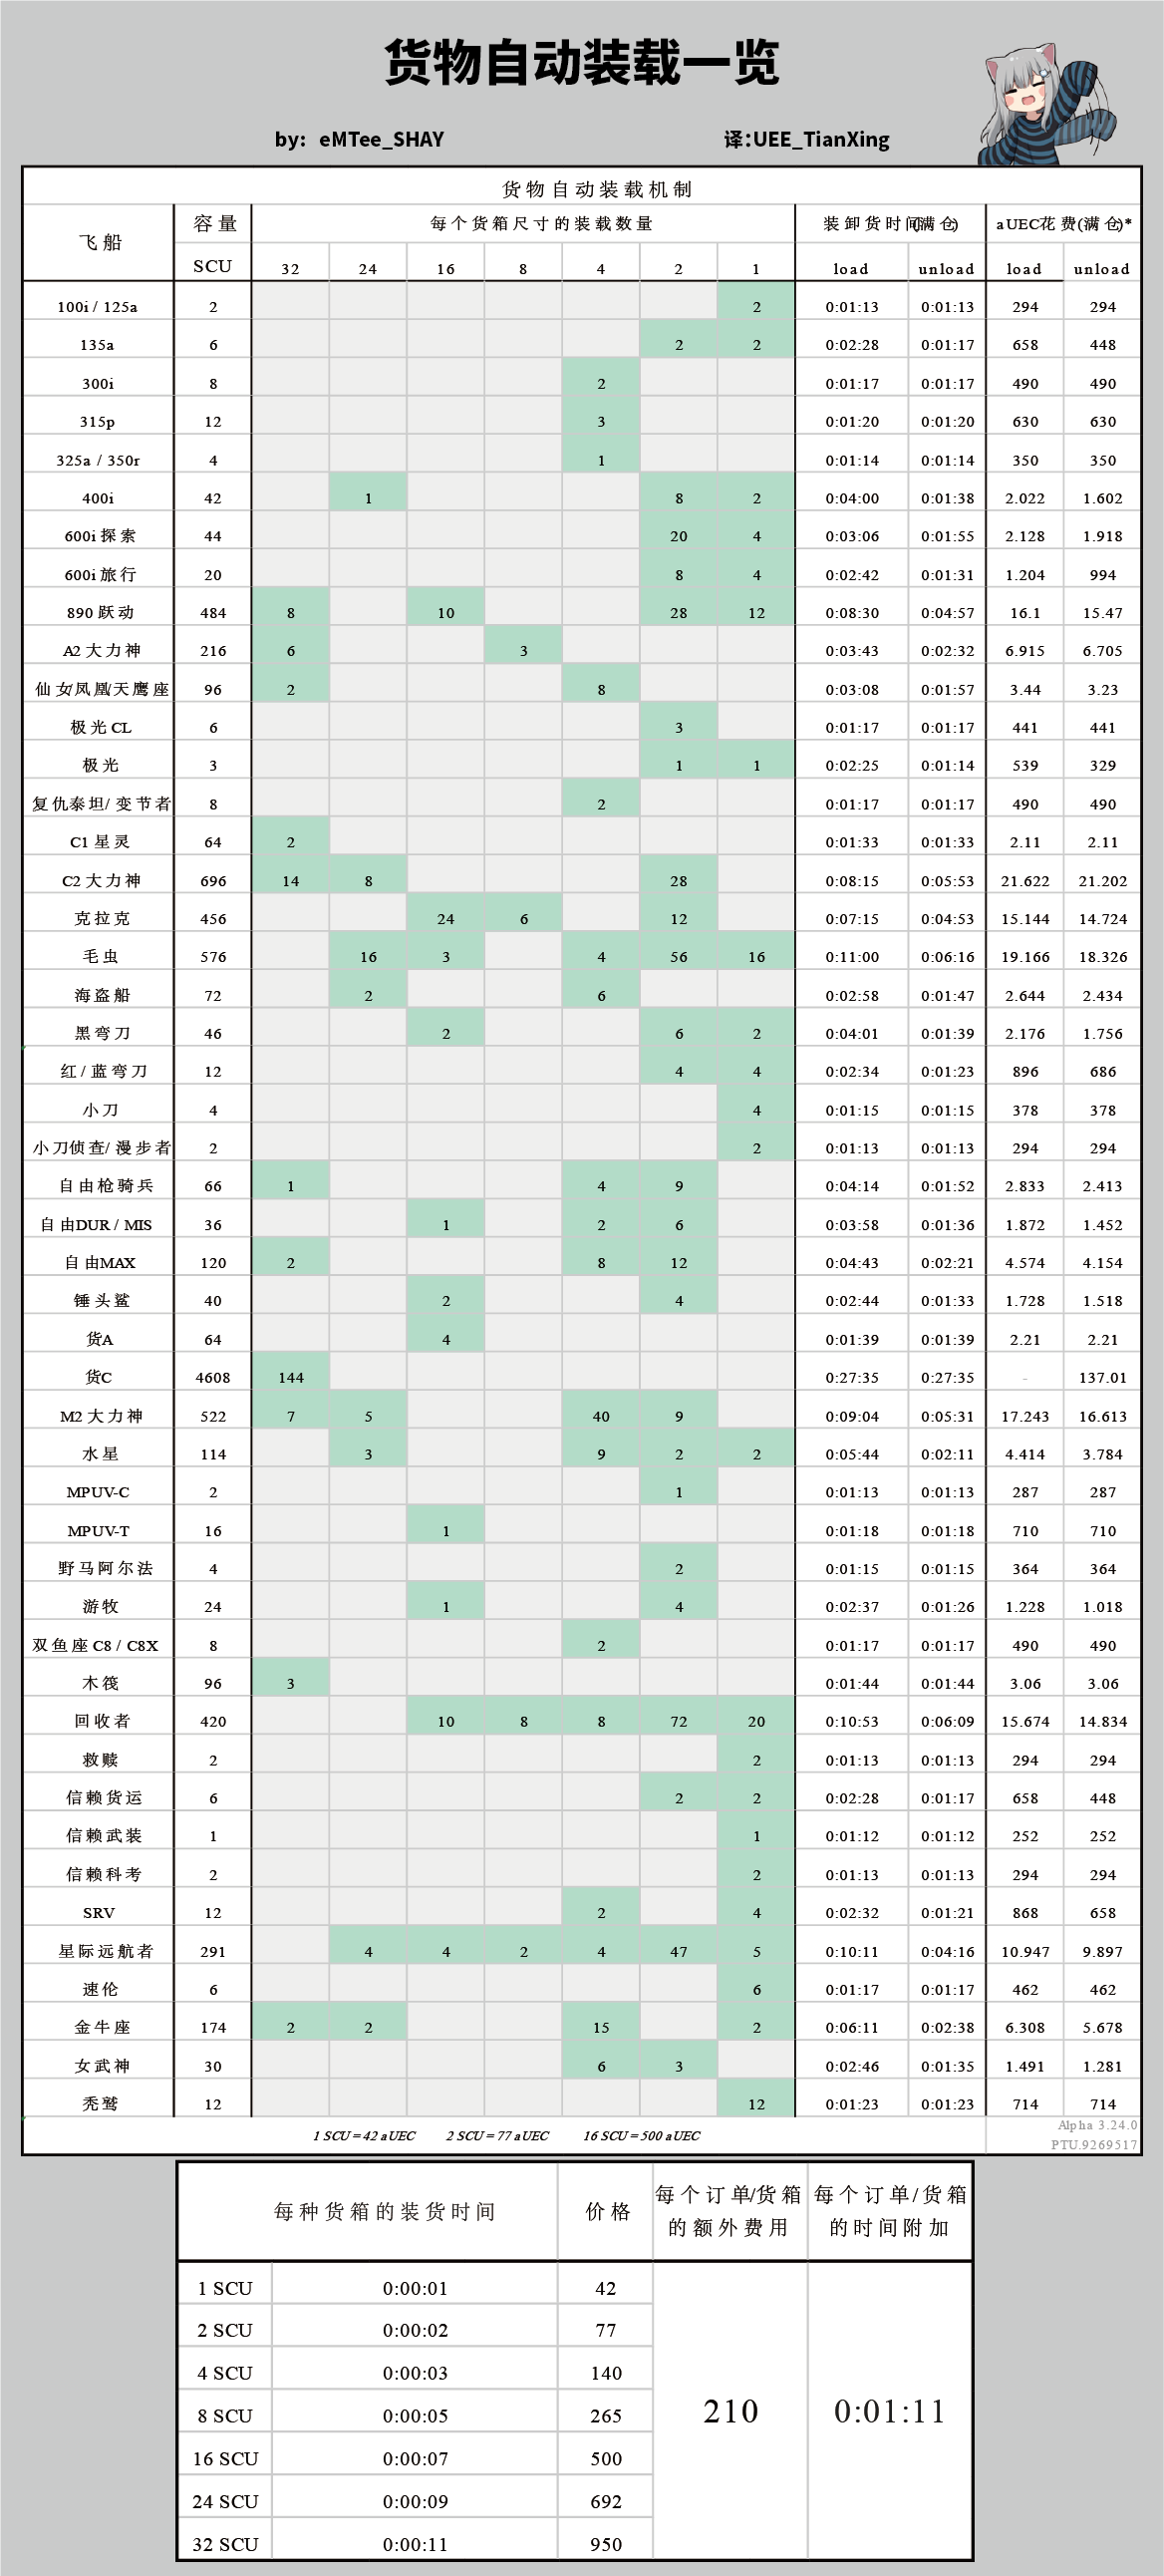 货物自动装载一览
by: eMTee_SHAY 译:UEE_TianXing
货物自动装载机制
飞船 容量 每个货箱尺寸的装载数量 装卸货时间(满仓) aUEC花费(满仓)*
SCU 32 24 16 8 4 2 1 load unload load unload
100i / 125a 2 2 0:01:13 0:01:13 294 294
135a 6 2 2 0:02:28 0:01:17 658 448
300i 8 2 0:01:17 0:01:17 490 490
315p 12 3 0:01:20 0:01:20 630 630
325a / 350r 4 1 0:01:14 0:01:14 350 350
400i 42 1 8 2 0:04:00 0:01:38 2.022 1.602
600i 探索 44 20 4 0:03:06 0:01:55 2.128 1.918
600i 旅行 20 8 4 0:02:42 0:01:31 1.204 994
890 跃动 484 8 10 28 12 0:08:30 0:04:57 16.1 15.47
A2 大力神 216 6 3 0:03:43 0:02:32 6.915 6.705
仙女/凤凰/天鹰座 96 2 8 0:03:08 0:01:57 3.44 3.23
极光 CL 6 3 0:01:17 0:01:17 441 441
极光 3 1 1 0:02:25 0:01:14 539 329
复仇泰坦/ 变节者 8 2 0:01:17 0:01:17 490 490
C1 星灵 64 2 0:01:33 0:01:33 2.11 2.11
C2 大力神 696 14 8 28 0:08:15 0:05:53 21.622 21.202
克拉克 456 24 6 12 0:07:15 0:04:53 15.144 14.724
毛虫 576 16 3 4 56 16 0:11:00 0:06:16 19.166 18.326
海盗船 72 2 6 0:02:58 0:01:47 2.644 2.434
黑弯刀 46 2 6 2 0:04:01 0:01:39 2.176 1.756
红 / 蓝弯刀 12 4 4 0:02:34 0:01:23 896 686
小刀 4 4 0:01:15 0:01:15 378 378
小刀侦查/ 漫步者 2 2 0:01:13 0:01:13 294 294
自由枪骑兵 66 1 4 9 0:04:14 0:01:52 2.833 2.413
自由DUR / MIS 36 1 2 6 0:03:58 0:01:36 1.872 1.452
自由MAX 120 2 8 12 0:04:43 0:02:21 4.574 4.154
锤头鲨 40 2 4 0:02:44 0:01:33 1.728 1.518
货A 64 4 0:01:39 0:01:39 2.21 2.21
货C 4608 144 0:27:35 0:27:35 - 137.01
M2 大力神 522 7 5 40 9 0:09:04 0:05:31 17.243 16.613
水星 114 3 9 2 2 0:05:44 0:02:11 4.414 3.784
MPUV-C 2 1 0:01:13 0:01:13 287 287
MPUV-T 16 1 0:01:18 0:01:18 710 710
野马阿尔法 4 2 0:01:15 0:01:15 364 364
游牧 24 1 4 0:02:37 0:01:26 1.228 1.018
双鱼座 C8 / C8X 8 2 0:01:17 0:01:17 490 490
木筏 96 3 0:01:44 0:01:44 3.06 3.06
回收者 420 10 8 8 72 20 0:10:53 0:06:09 15.674 14.834
救赎 2 2 0:01:13 0:01:13 294 294
信赖货运 6 2 2 0:02:28 0:01:17 658 448
信赖武装 1 1 0:01:12 0:01:12 252 252
信赖科考 2 2 0:01:13 0:01:13 294 294
SRV 12 2 4 0:02:32 0:01:21 868 658
星际远航者 291 4 4 2 4 47 5 0:10:11 0:04:16 10.947 9.897
速伦 6 6 0:01:17 0:01:17 462 462
金牛座 174 2 2 15 2 0:06:11 0:02:38 6.308 5.678
女武神 30 6 3 0:02:46 0:01:35 1.491 1.281
秃鹫 12 12 0:01:23 0:01:23 714 714
1 SCU = 42 aUEC 2 SCU = 77 aUEC 16 SCU = 500 aUEC
Alpha 3.24.0
PTU.9269517
每种货箱的装货时间 价格 每个订单/货箱的额外费用 每个订单/货箱的时间附加
1 SCU 0:00:01 42
2 SCU 0:00:02 77
4 SCU 0:00:03 140
8 SCU 0:00:05 265
210 0:01:11
16 SCU 0:00:07 500
24 SCU 0:00:09 692
32 SCU 0:00:11 950